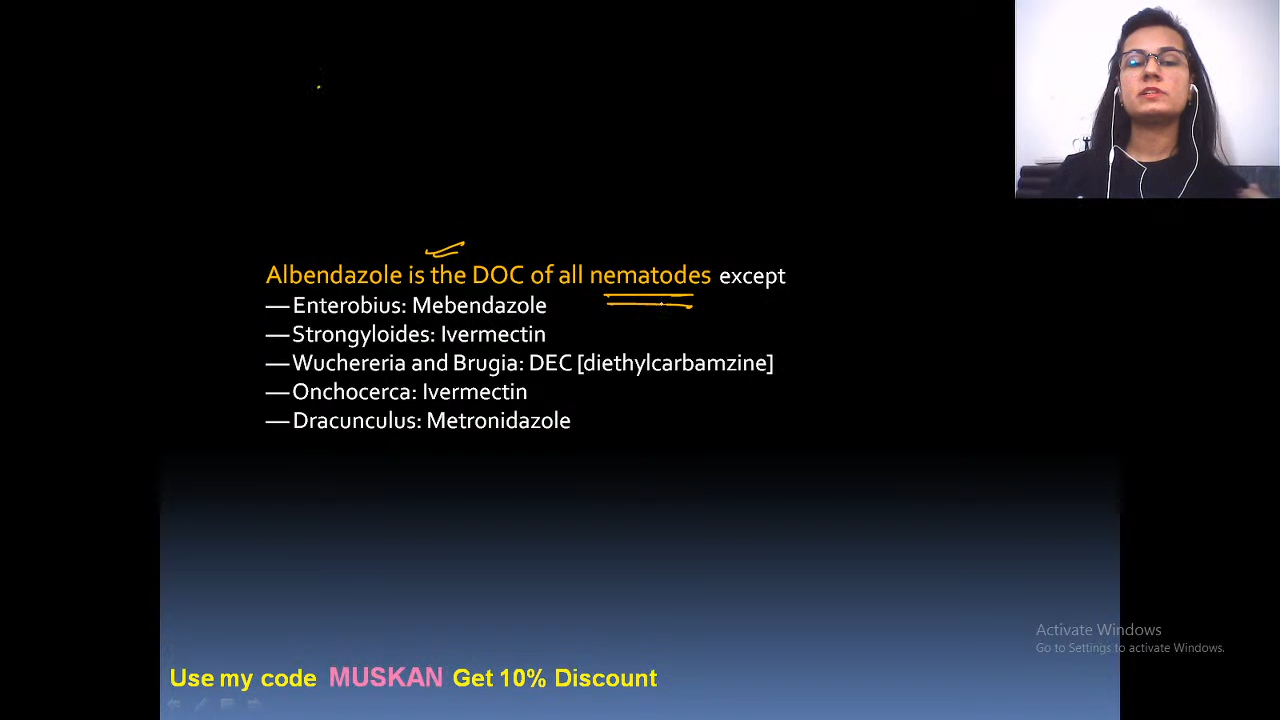 Albendazole is the DOC of all nematodes except
— Enterobius: Mebendazole
— Strongyloides: Ivermectin
— Wuchereria and Brugia: DEC [diethylcarbamzine]
— Onchocerca: Ivermectin
— Dracunculus: Metronidazole
Activate Windows
Go to Settings to activate Windows.
Use my code MUSKAN Get 10% Discount